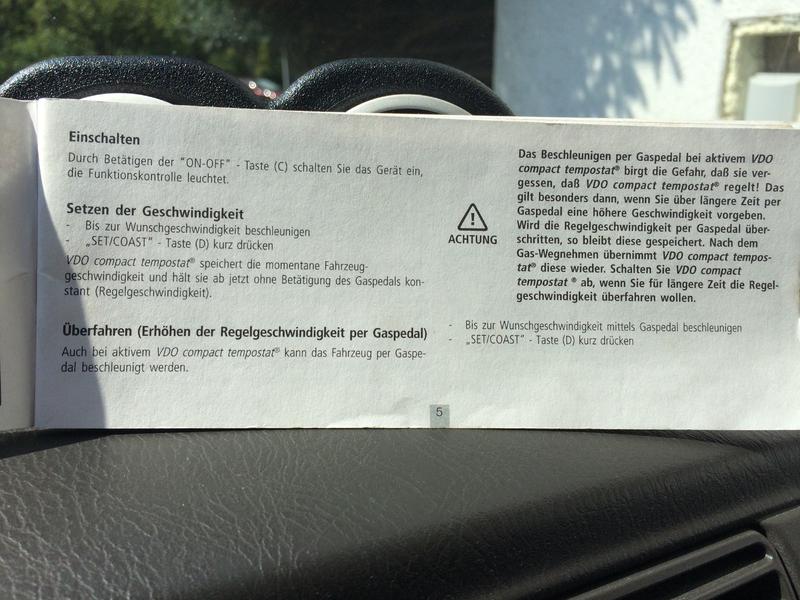 Einschalten
Durch Betätigen der "ON-OFF" - Taste (C) schalten Sie das Gerät ein,
die Funktionskontrolle leuchtet.
Setzen der Geschwindigkeit
- Bis zur Wunschgeschwindigkeit beschleunigen
- „SET/COAST" - Taste (D) kurz drücken
VDO compact tempostat® speichert die momentane Fahrzeug-
geschwindigkeit und hält sie ab jetzt ohne Betätigung des Gaspedals kon-
stant (Regelgeschwindigkeit).
Überfahren (Erhöhen der Regelgeschwindigkeit per Gaspedal)
Auch bei aktivem VDO compact tempostat® kann das Fahrzeug per Gaspe-
dal beschleunigt werden.
ACHTUNG
Das Beschleunigen per Gaspedal bei aktivem VDO
compact tempostat® birgt die Gefahr, daß sie ver-
gessen, daß VDO compact tempostat® regelt! Das
gilt besonders dann, wenn Sie über längere Zeit per
Gaspedal eine höhere Geschwindigkeit vorgeben.
Wird die Regelgeschwindigkeit per Gaspedal über-
schritten, so bleibt diese gespeichert. Nach dem
Gas-Wegnehmen übernimmt VDO compact tempos-
tat® diese wieder. Schalten Sie VDO compact
tempostat ® ab, wenn Sie für längere Zeit die Regel-
geschwindigkeit überfahren wollen.
- Bis zur Wunschgeschwindigkeit mittels Gaspedal beschleunigen
- „SET/COAST" - Taste (D) kurz drücken
5